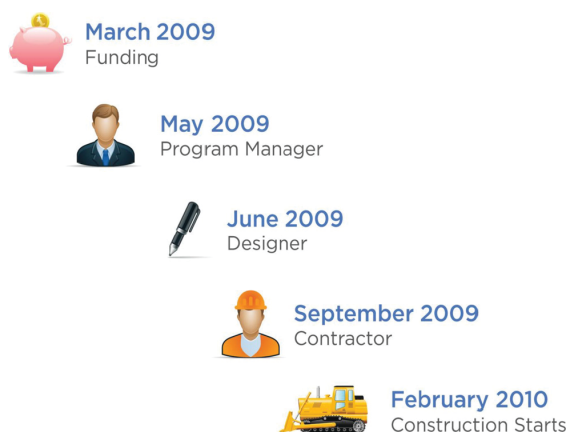 March 2009
Funding
May 2009
Program Manager
June 2009
Designer
September 2009
Contractor
February 2010
Construction Starts